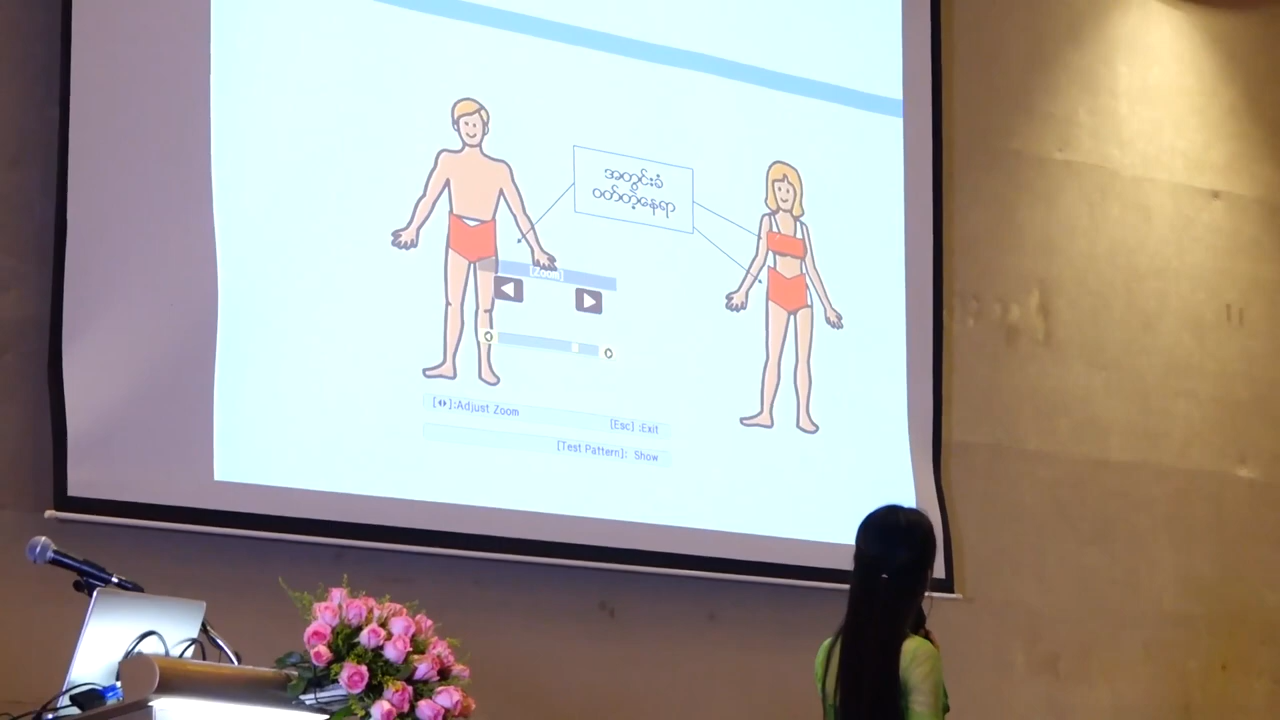 အတွင်းခံ
ဝတ်တဲ့နေရာ
[Zoom]
[◂▸]:Adjust Zoom
[Esc] :Exit
[Test Pattern]: Show